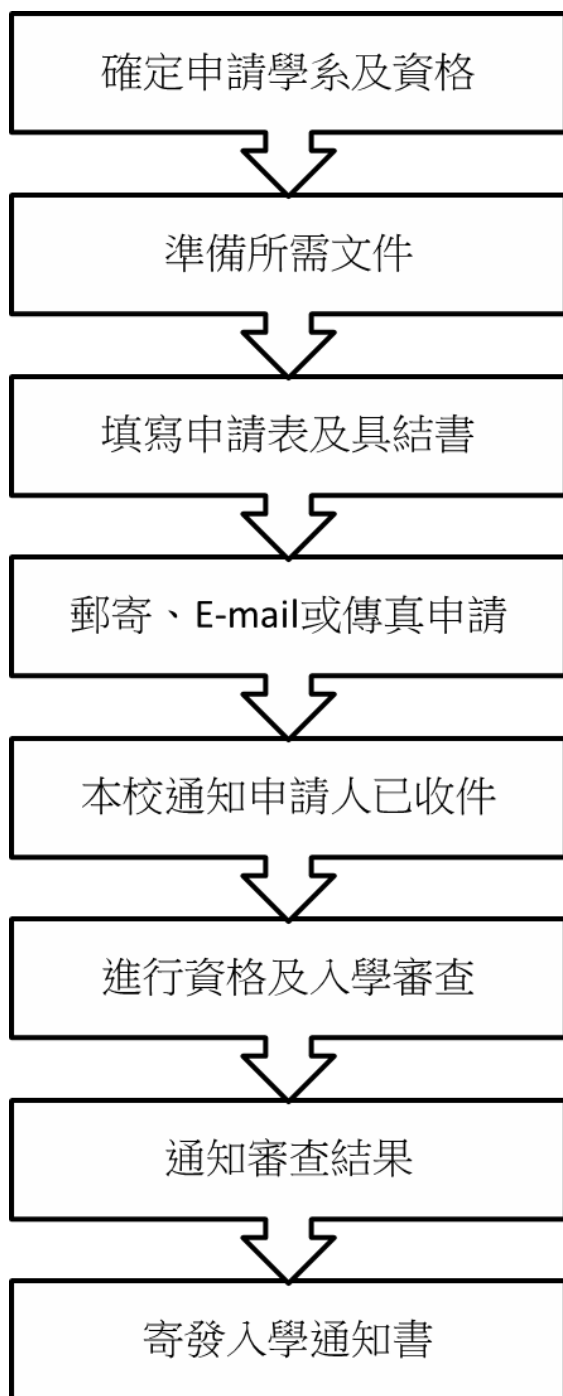 確定申請學系及資格
準備所需文件
填寫申請表及具結書
郵寄、E-mail或傳真申請
本校通知申請人已收件
進行資格及入學審查
通知審查結果
寄發入學通知書